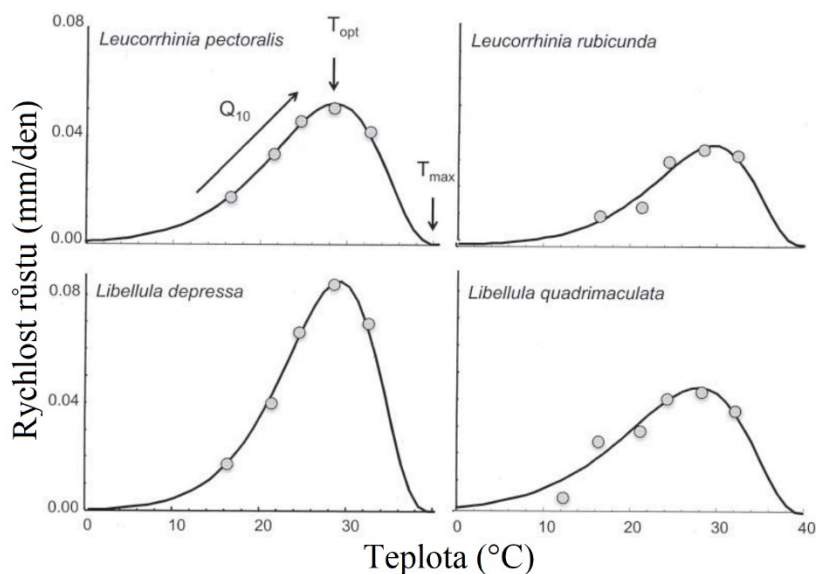 0.08
Leucorrhinia pectoralis
T_opt
Leucorrhinia rubicunda
Q_10
0.04
T_max
0.00
0.08
Libellula depressa
Libellula quadrimaculata
0.04
0.00
0 10 20 30
0 10 20 30 40
Rychlost růstu (mm/den)
Teplota (°C)